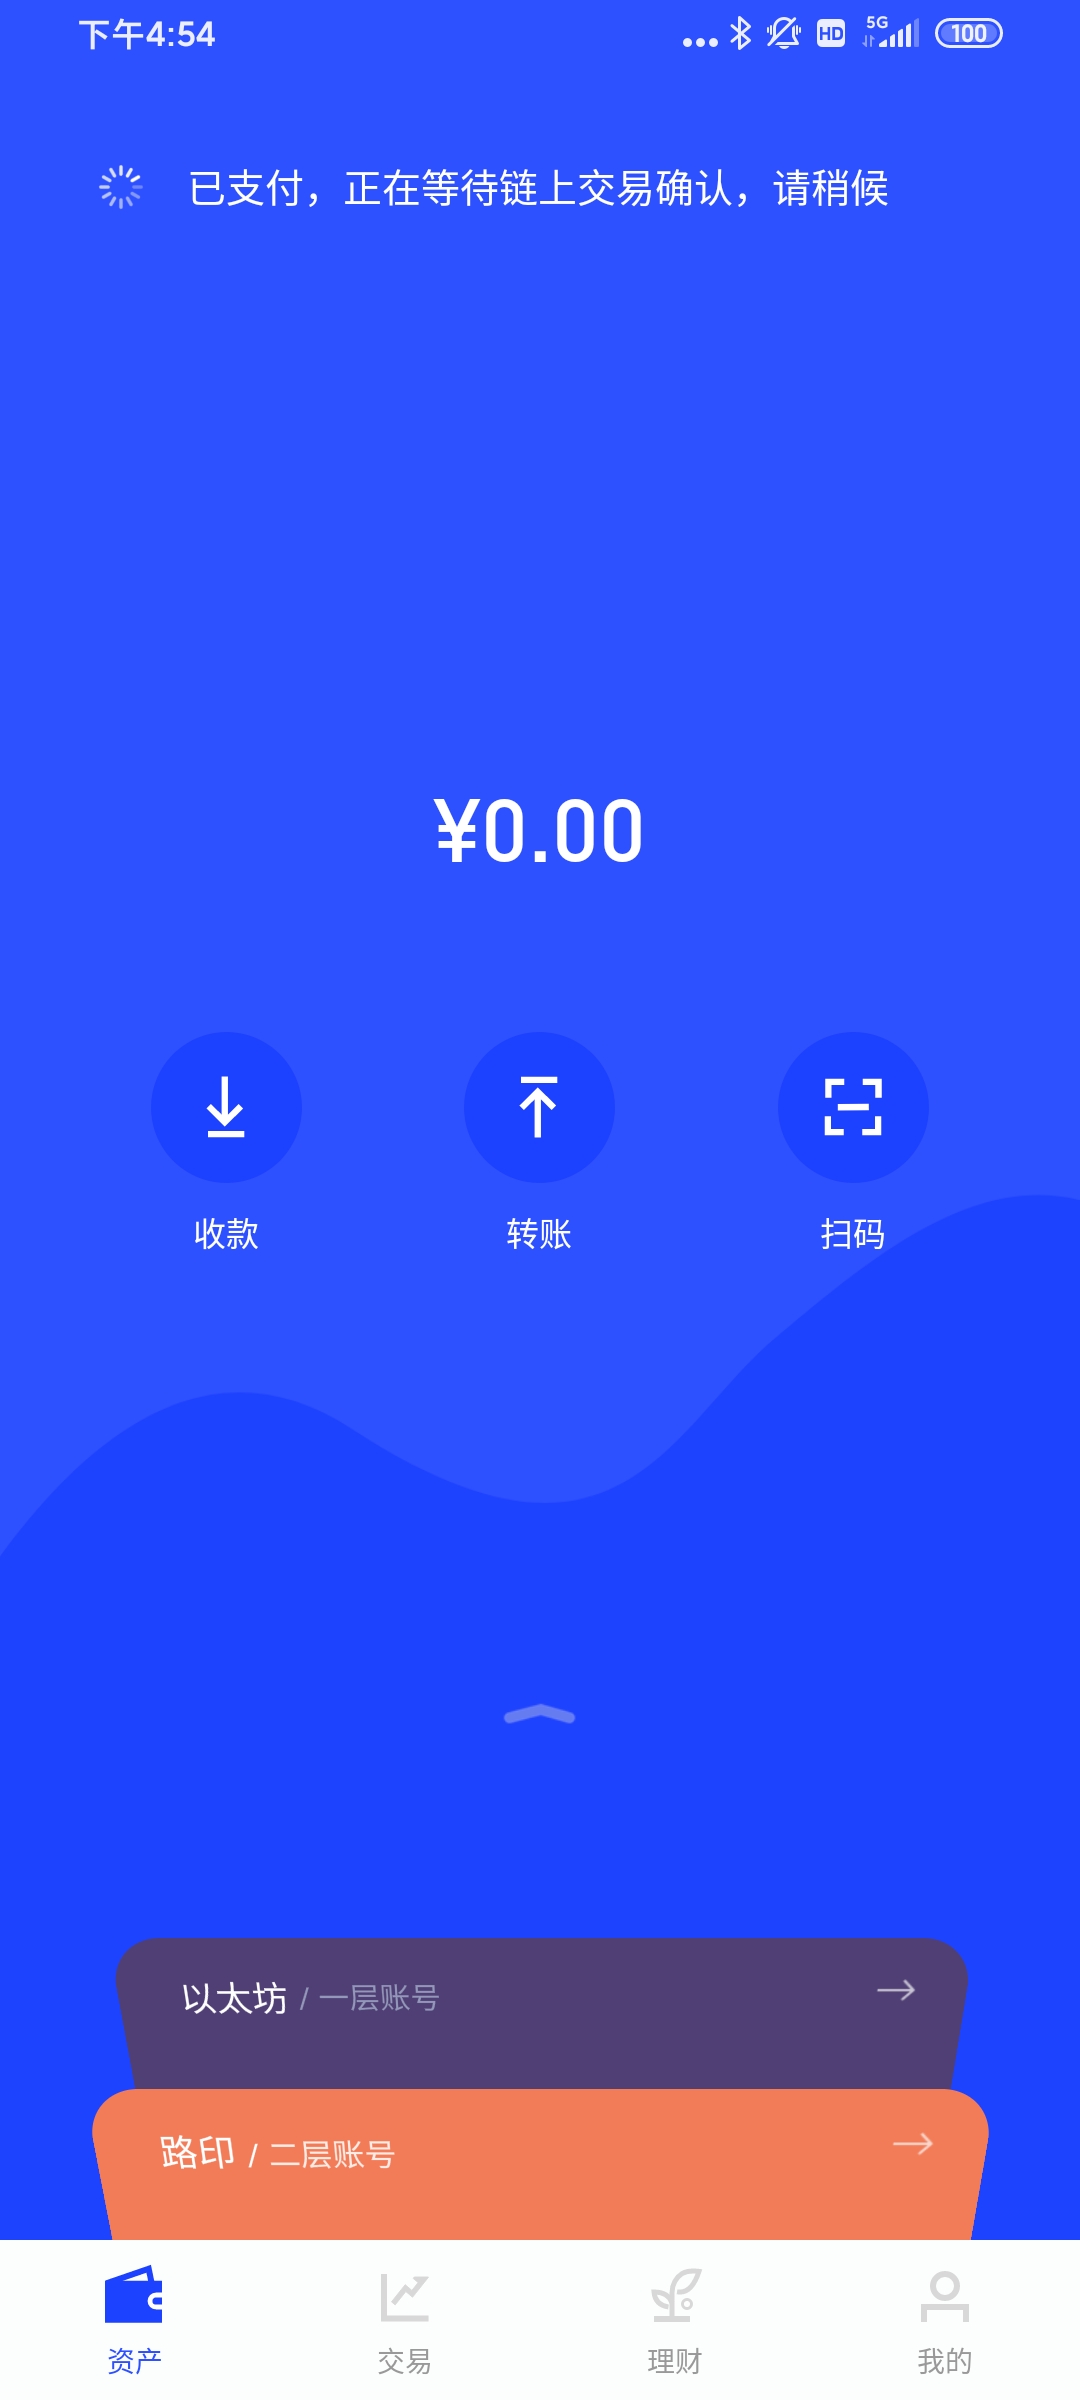 下午4:54
HD
5G
100
已支付，正在等待链上交易确认，请稍候
¥0.00
收款
转账
扫码
以太坊 / 一层账号
路印 / 二层账号
资产
交易
理财
我的